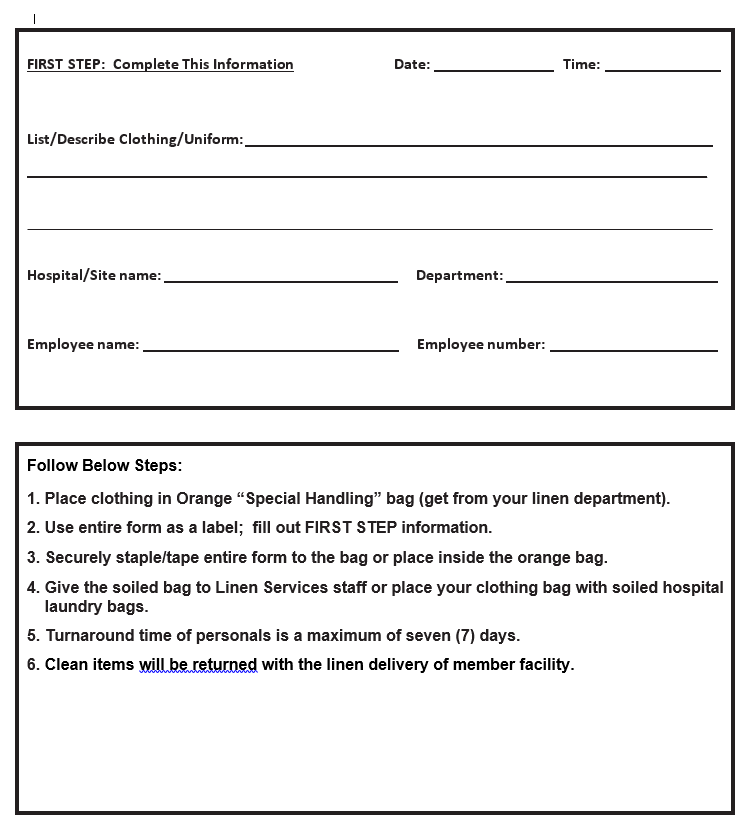 FIRST STEP:  Complete This Information Date: Time:
List/Describe Clothing/Uniform:
Hospital/Site name: Department:
Employee name: Employee number:
Follow Below Steps:
1. Place clothing in Orange “Special Handling” bag (get from your linen department).
2. Use entire form as a label;  fill out FIRST STEP information.
3. Securely staple/tape entire form to the bag or place inside the orange bag.
4. Give the soiled bag to Linen Services staff or place your clothing bag with soiled hospital
laundry bags.
5. Turnaround time of personals is a maximum of seven (7) days.
6. Clean items will be returned with the linen delivery of member facility.